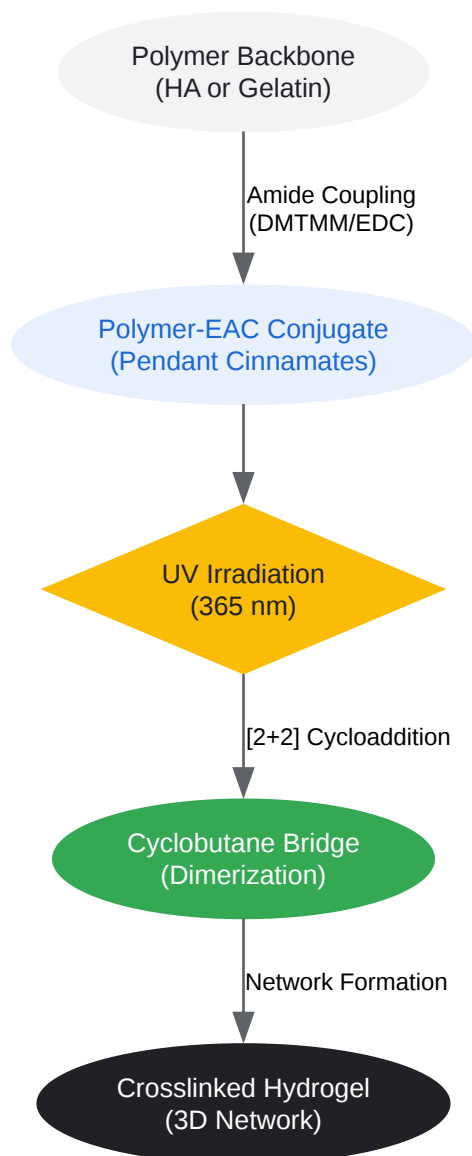 Polymer Backbone
(HA or Gelatin)
Amide Coupling
(DMTMM/EDC)
Polymer-EAC Conjugate
(Pendant Cinnamates)
UV Irradiation
(365 nm)
[2+2] Cycloaddition
Cyclobutane Bridge
(Dimerization)
Network Formation
Crosslinked Hydrogel
(3D Network)